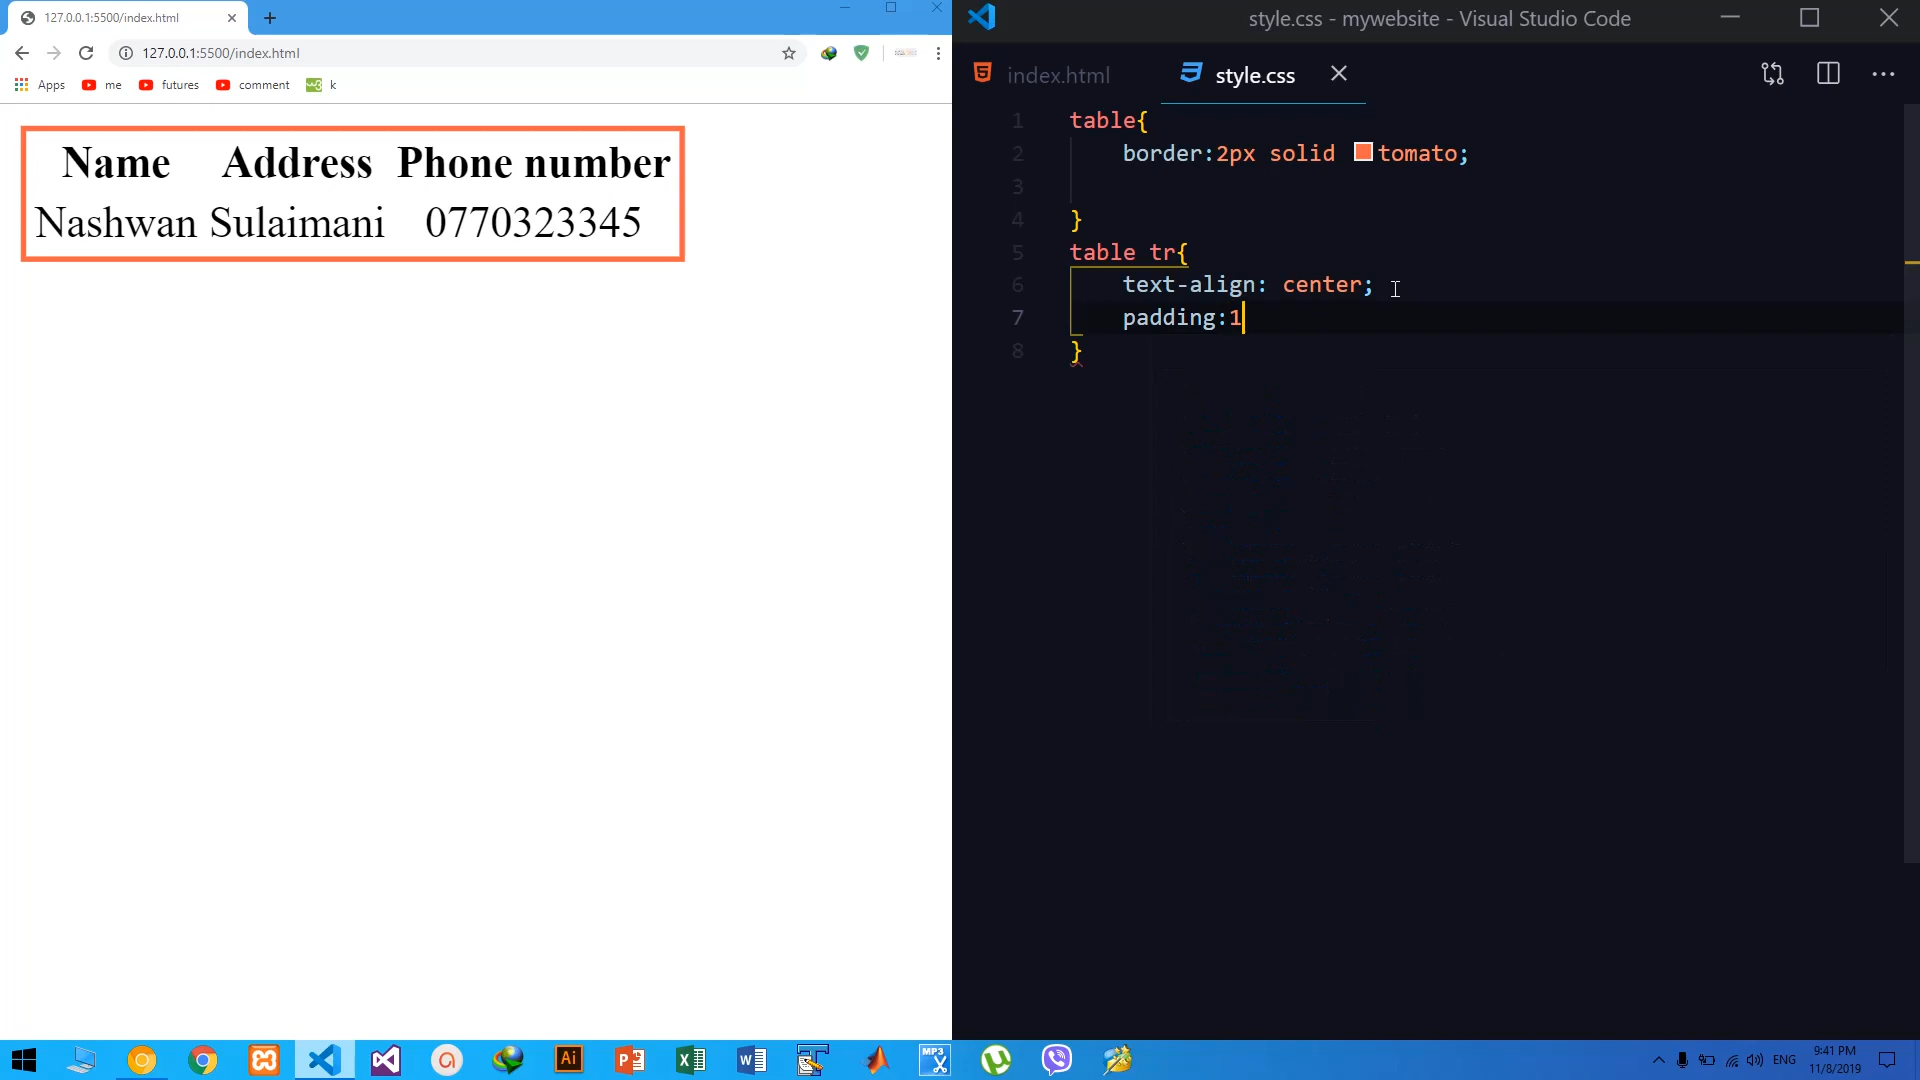 127.0.0.1:5500/index.html
127.0.0.1:5500/index.html
Apps me futures comment k
Name Address Phone number
Nashwan Sulaimani 0770323345
style.css - mywebsite - Visual Studio Code
index.html style.css
1 table{
2 border:2px solid tomato;
3
4 }
5 table tr{
6 text-align: center;
7 padding:1
8 }
Ai
MP3
ENG
9:41 PM
11/8/2019